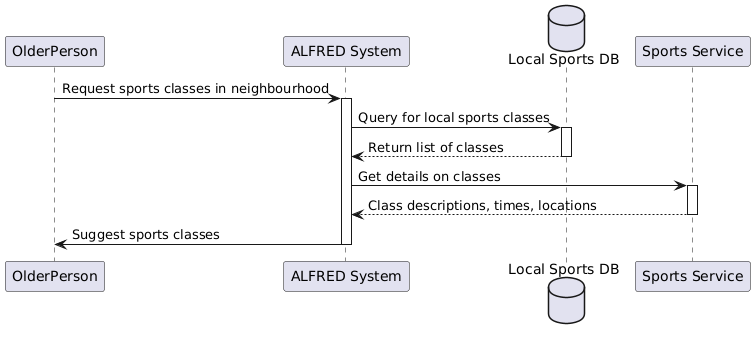 OlderPerson
ALFRED System
Local Sports DB
Sports Service
Request sports classes in neighbourhood
Query for local sports classes
Return list of classes
Get details on classes
Class descriptions, times, locations
Suggest sports classes
OlderPerson
ALFRED System
Local Sports DB
Sports Service